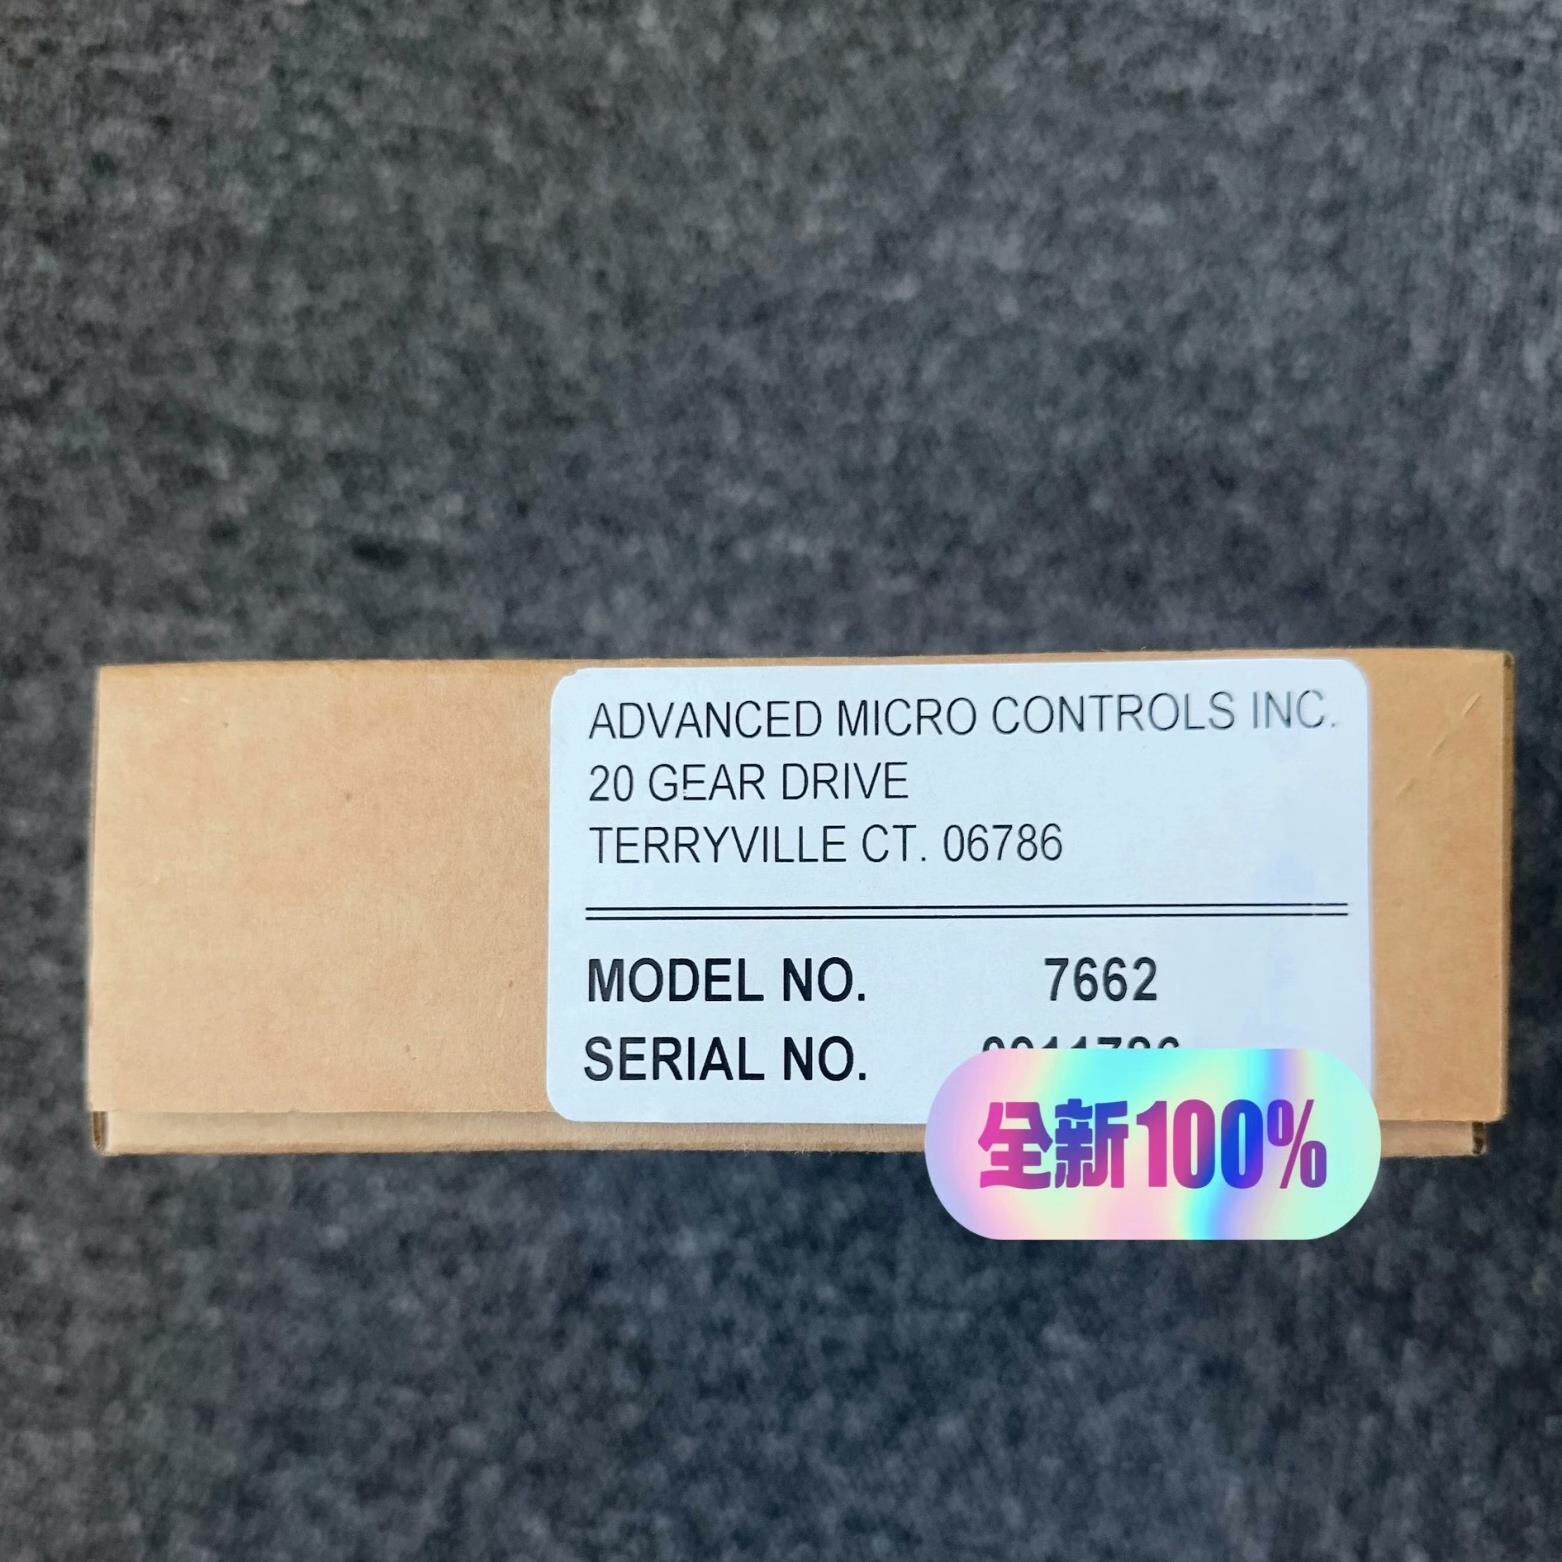 ADVANCED MICRO CONTROLS INC.
20 GEAR DRIVE
TERRYVILLE CT. 06786
MODEL NO. 7662
SERIAL NO.
全新100%